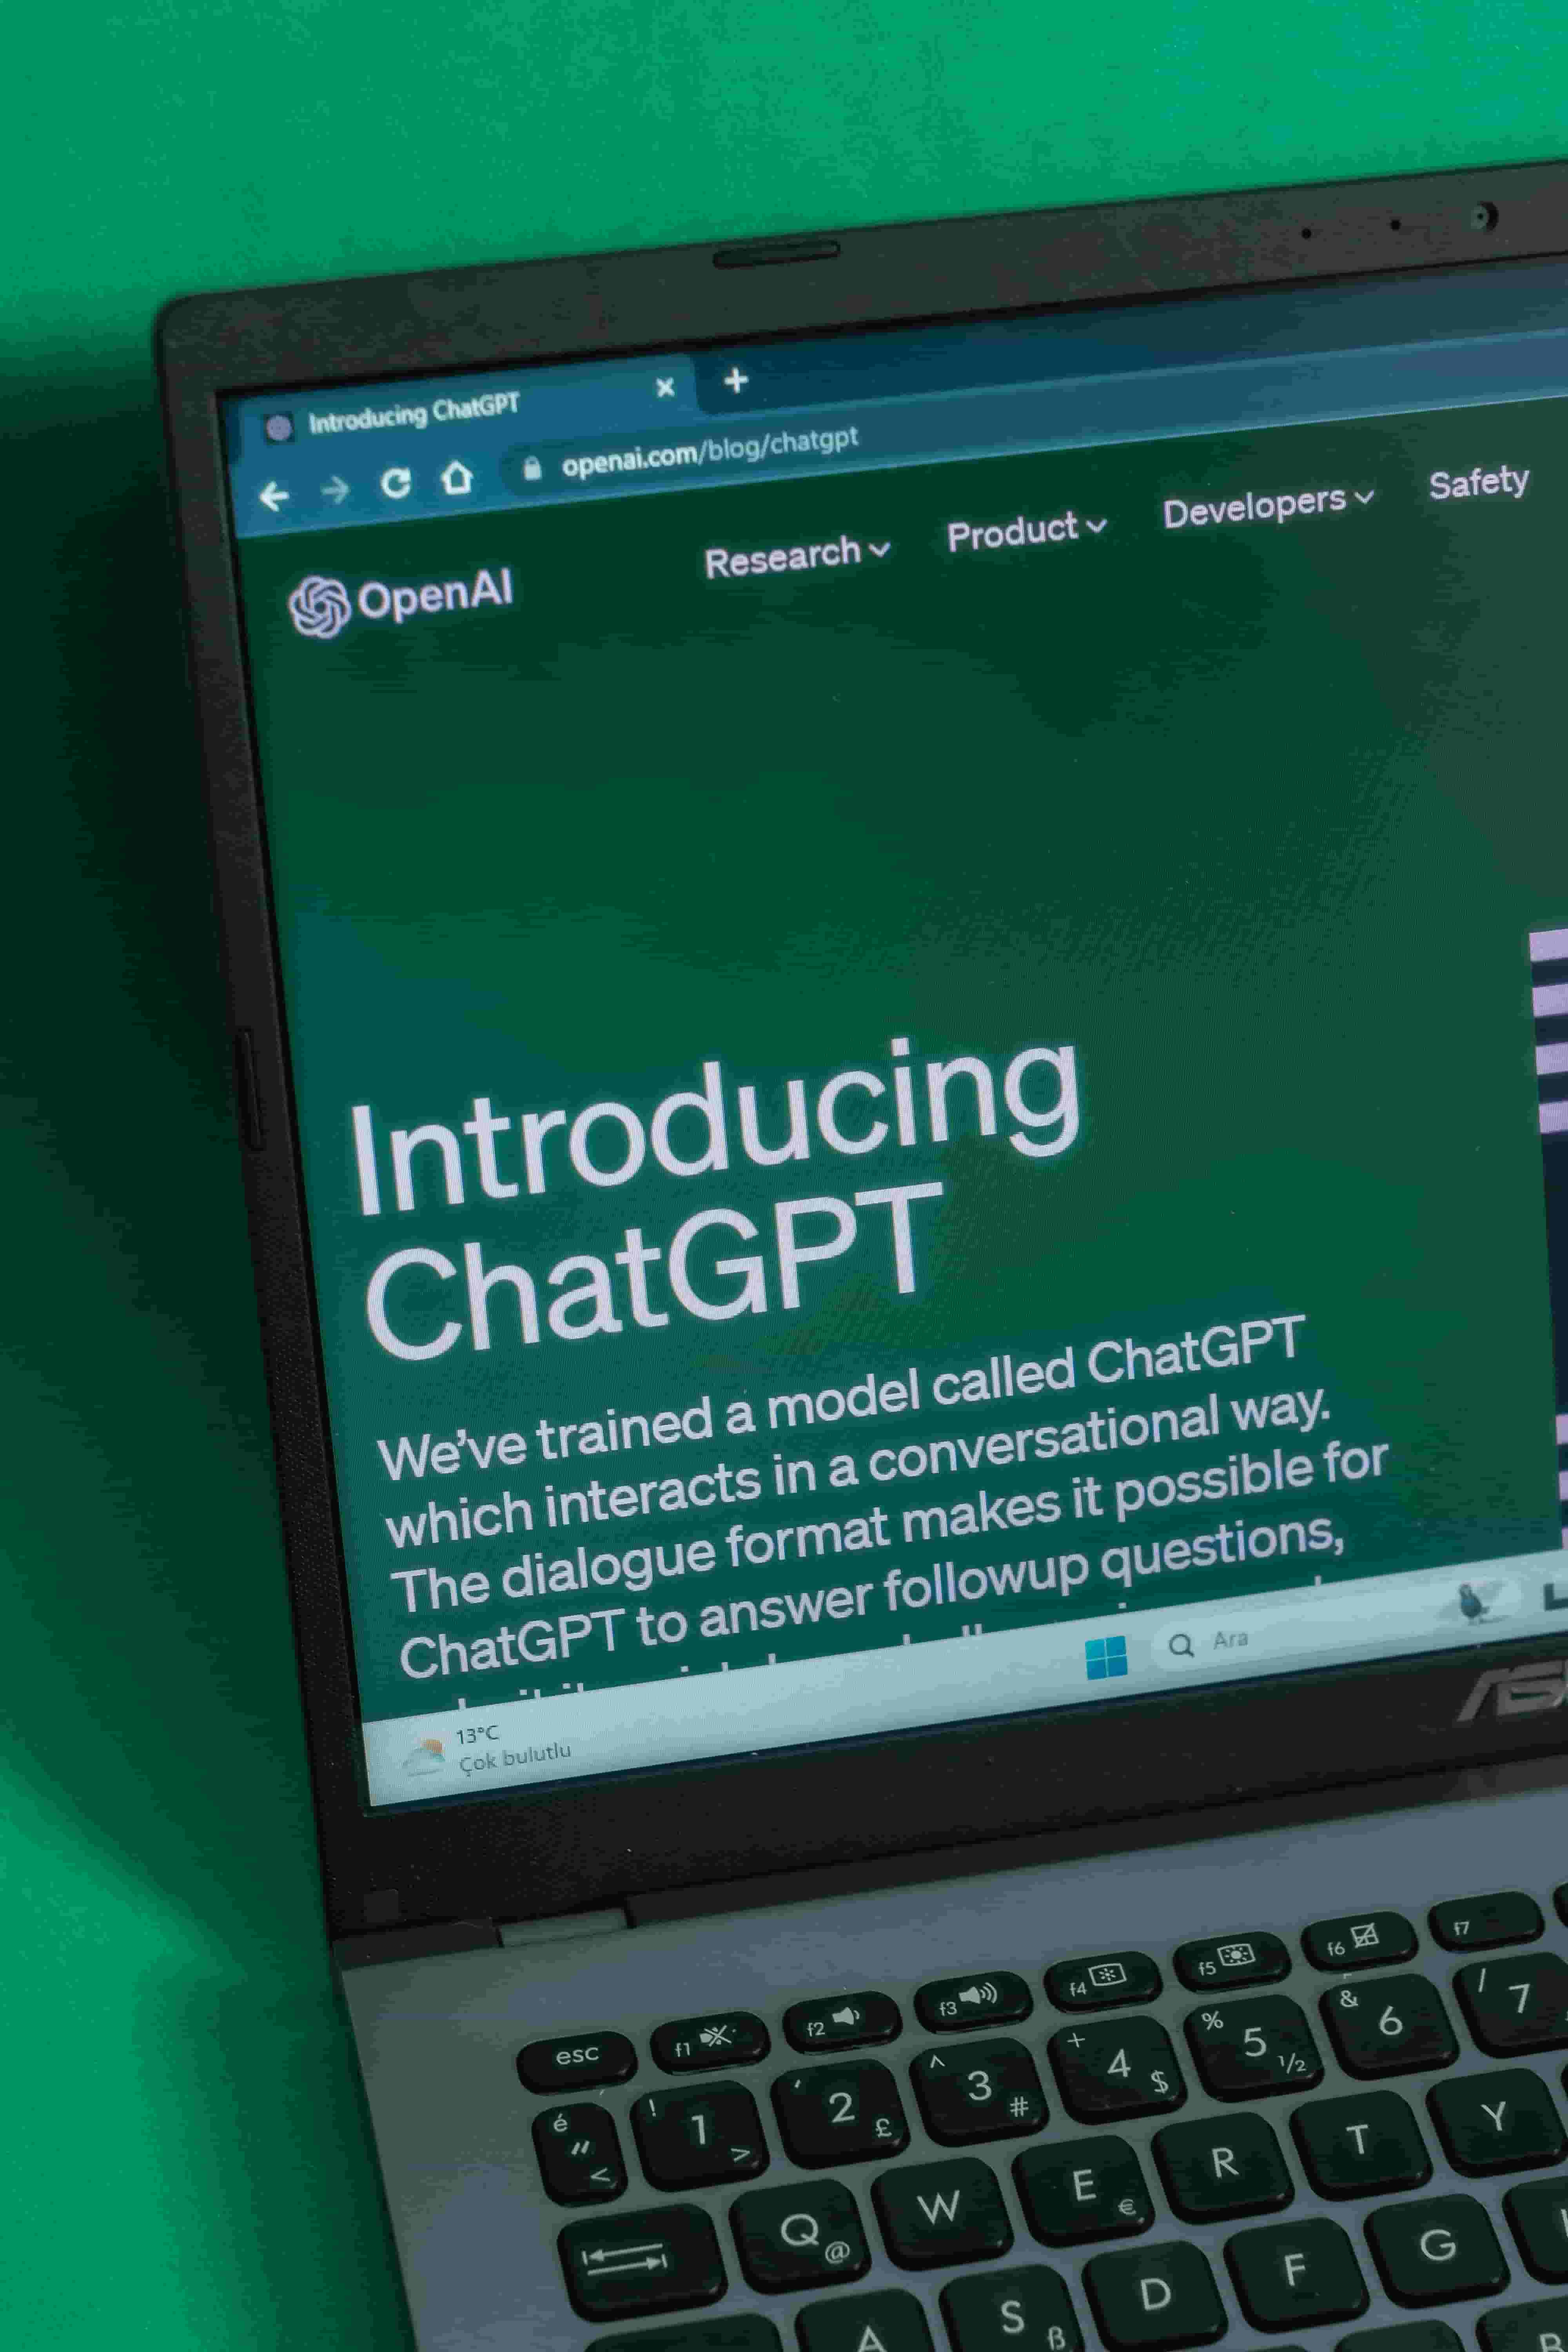 Introducing ChatGPT
openai.com/blog/chatgpt
OpenAI
Research
Product
Developers
Safety
Introducing
ChatGPT
We've trained a model called ChatGPT
which interacts in a conversational way.
The dialogue format makes it possible for
ChatGPT to answer followup questions,
13°C
Çok bulutlu
Ara
esc
f1
f2
f3
f4
f5
f6
f7
é " <
! 1 >
' 2 £
^ 3 #
+ 4 $
% 5 1/2
& 6
/ 7
Q @
W
E €
R
T
Y
A
S ß
D
F
G